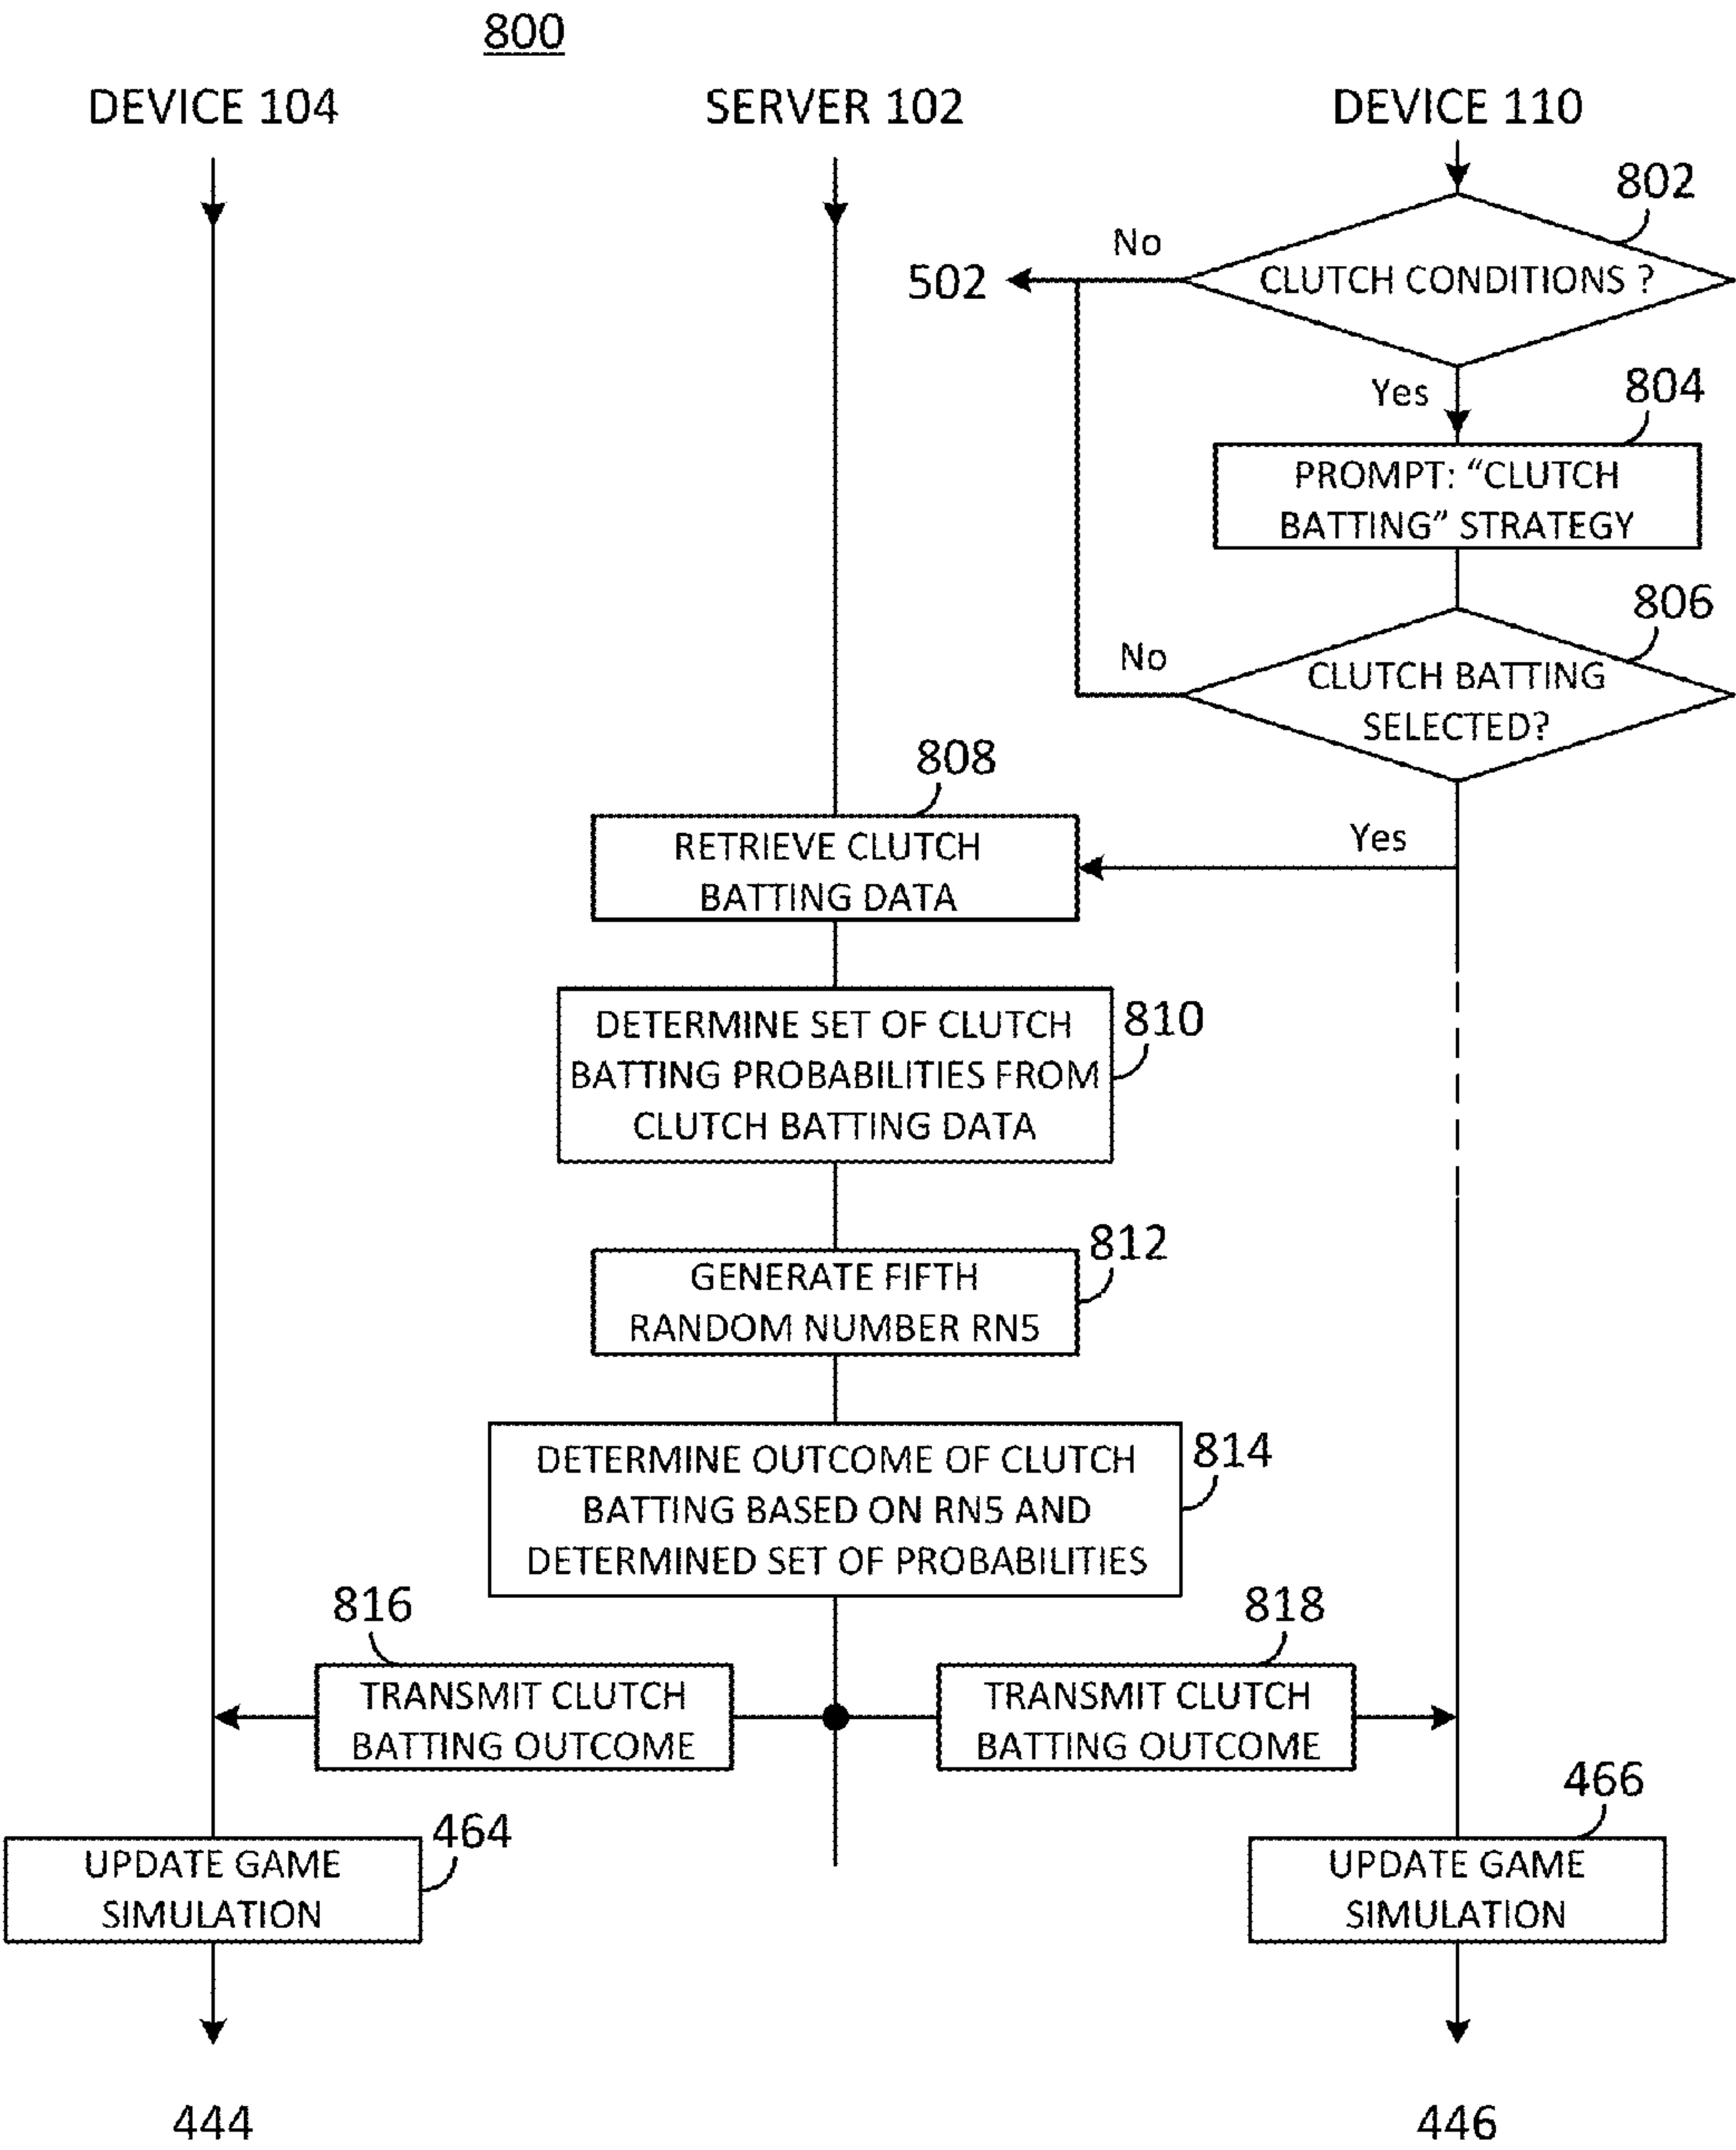 800
DEVICE 104
SERVER 102
DEVICE 110
802
No
502
CLUTCH CONDITIONS ?
Yes
804
PROMPT: “CLUTCH
BATTING” STRATEGY
806
No
CLUTCH BATTING
SELECTED?
808
Yes
RETRIEVE CLUTCH
BATTING DATA
810
DETERMINE SET OF CLUTCH
BATTING PROBABILITIES FROM
CLUTCH BATTING DATA
812
GENERATE FIFTH
RANDOM NUMBER RN5
814
DETERMINE OUTCOME OF CLUTCH
BATTING BASED ON RN5 AND
DETERMINED SET OF PROBABILITIES
816
818
TRANSMIT CLUTCH
BATTING OUTCOME
TRANSMIT CLUTCH
BATTING OUTCOME
464
466
UPDATE GAME
SIMULATION
UPDATE GAME
SIMULATION
444
446